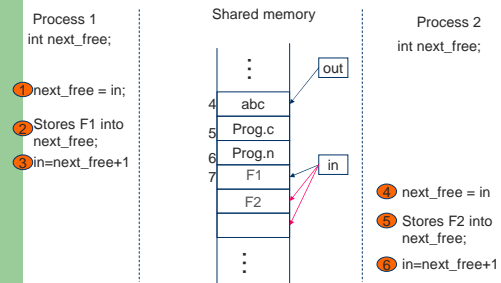 Process 1
int next_free;
1 next_free = in;
2 Stores F1 into
next_free;
3 in=next_free+1
Shared memory
out
4 abc
5 Prog.c
6 Prog.n
7 F1
F2
in
Process 2
int next_free;
4 next_free = in
5 Stores F2 into
next_free;
6 in=next_free+1